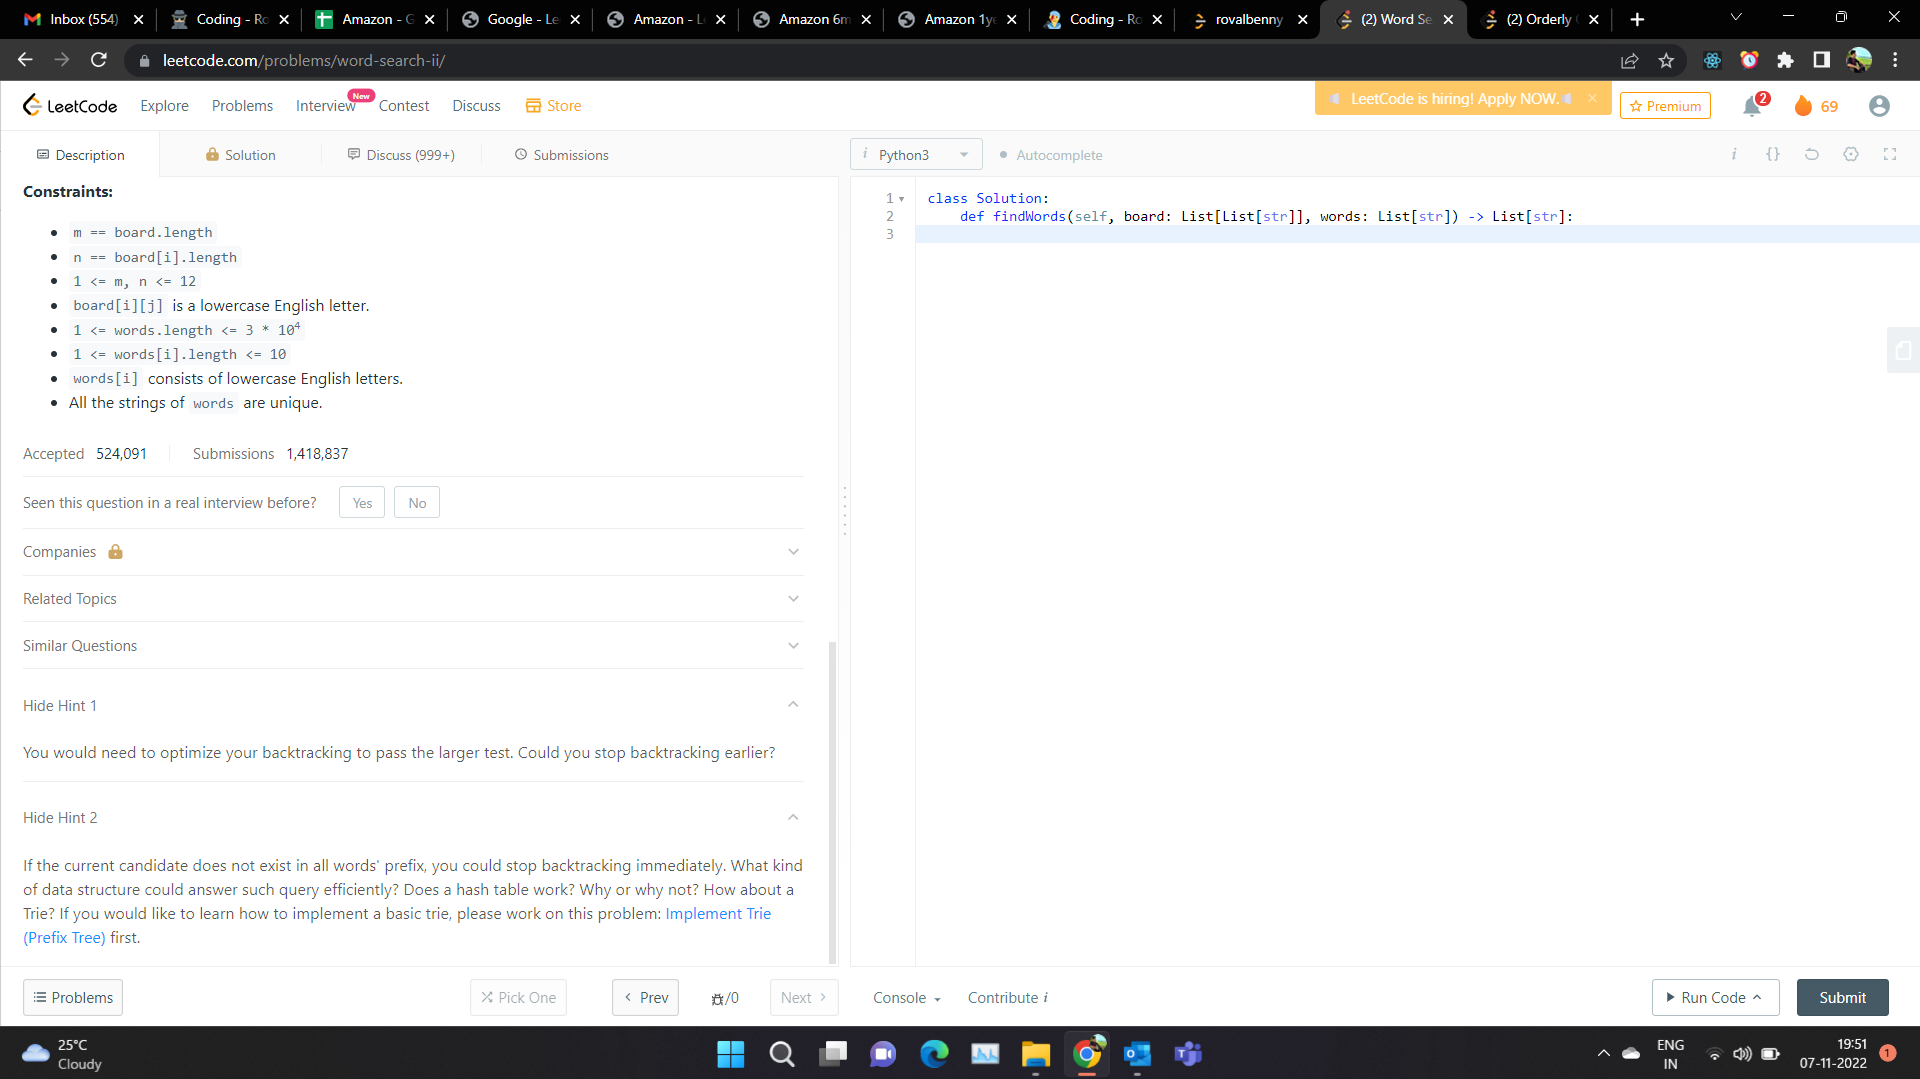 Inbox (554)
Coding - Ro
Amazon - G
Google - Le
Amazon - L
Amazon 6m
Amazon 1ye
Coding - Ro
rovalbenny
(2) Word Se
(2) Orderly
leetcode.com/problems/word-search-ii/
LeetCode
Explore
Problems
Interview
New
Contest
Discuss
Store
LeetCode is hiring! Apply NOW.
Premium
2
69
Description
Solution
Discuss (999+)
Submissions
Python3
Autocomplete
Constraints:
m == board.length
n == board[i].length
1 <= m, n <= 12
board[i][j] is a lowercase English letter.
1 <= words.length <= 3 * 10⁴
1 <= words[i].length <= 10
words[i] consists of lowercase English letters.
All the strings of words are unique.
Accepted 524,091 Submissions 1,418,837
Seen this question in a real interview before? Yes No
Companies
Related Topics
Similar Questions
Hide Hint 1
You would need to optimize your backtracking to pass the larger test. Could you stop backtracking earlier?
Hide Hint 2
If the current candidate does not exist in all words' prefix, you could stop backtracking immediately. What kind
of data structure could answer such query efficiently? Does a hash table work? Why or why not? How about a
Trie? If you would like to learn how to implement a basic trie, please work on this problem: Implement Trie
(Prefix Tree) first.
1 class Solution:
2 def findWords(self, board: List[List[str]], words: List[str]) -> List[str]:
3
Problems
Pick One
Prev
/0
Next
Console
Contribute i
Run Code
Submit
25°C
Cloudy
ENG
IN
19:51
07-11-2022
1